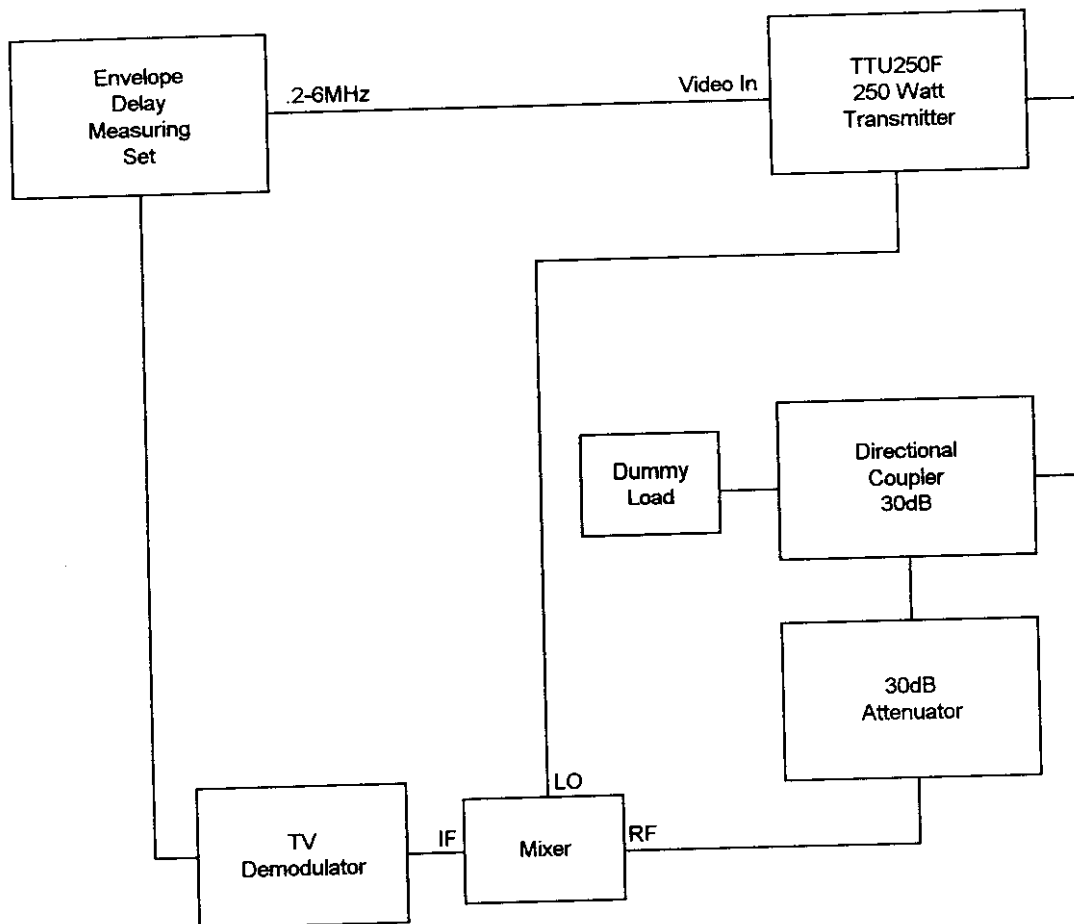 Envelope
Delay
Measuring
Set
.2-6MHz
Video In
TTU250F
250 Watt
Transmitter
Dummy
Load
Directional
Coupler
30dB
30dB
Attenuator
LO
TV
Demodulator
IF
Mixer
RF